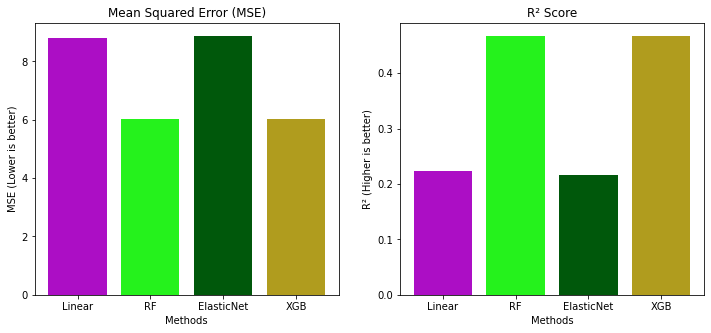 Mean Squared Error (MSE)
MSE (Lower is better)
8
6
4
2
0
Linear RF ElasticNet XGB
Methods
R² Score
R² (Higher is better)
0.4
0.3
0.2
0.1
0.0
Linear RF ElasticNet XGB
Methods